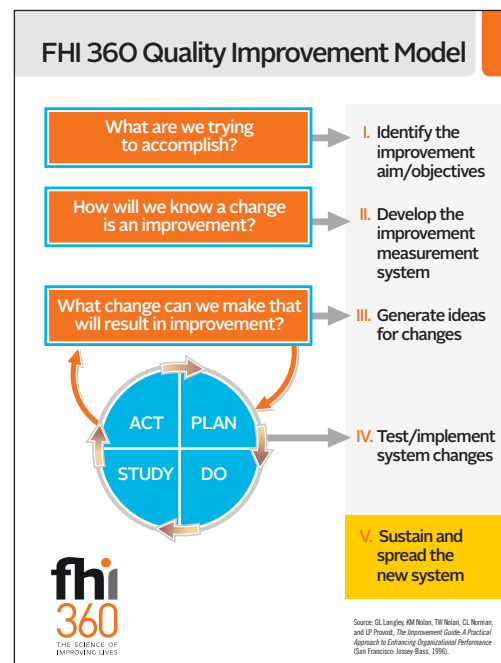 FHI 360 Quality Improvement Model
What are we trying
to accomplish?
I. Identify the
improvement
aim/objectives
How will we know a change
is an improvement?
II. Develop the
improvement
measurement
system
What change can we make that
will result in improvement?
III. Generate ideas
for changes
ACT
PLAN
STUDY
DO
IV. Test/implement
system changes
V. Sustain and
spread the
new system
fhi
360
THE SCIENCE OF
IMPROVING LIVES
Source: GL Langley, KM Nolan, TW Nolan, CL Norman,
and LP Provost, The Improvement Guide: A Practical
Approach to Enhancing Organizational Performance
(San Francisco: Jossey-Bass, 1996).